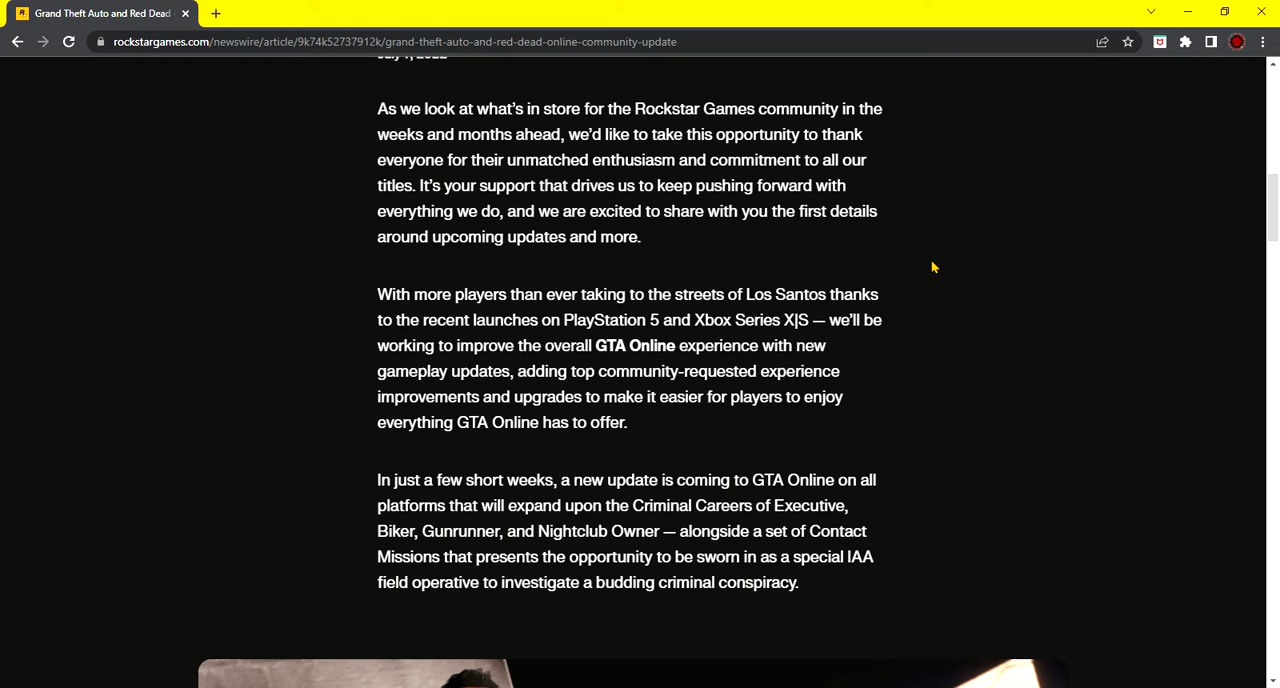 Grand Theft Auto and Red Dead
rockstargames.com/newswire/article/9k74k52737912k/grand-theft-auto-and-red-dead-online-community-update
As we look at what's in store for the Rockstar Games community in the
weeks and months ahead, we'd like to take this opportunity to thank
everyone for their unmatched enthusiasm and commitment to all our
titles. It's your support that drives us to keep pushing forward with
everything we do, and we are excited to share with you the first details
around upcoming updates and more.
With more players than ever taking to the streets of Los Santos thanks
to the recent launches on PlayStation 5 and Xbox Series X|S — we'll be
working to improve the overall GTA Online experience with new
gameplay updates, adding top community-requested experience
improvements and upgrades to make it easier for players to enjoy
everything GTA Online has to offer.
In just a few short weeks, a new update is coming to GTA Online on all
platforms that will expand upon the Criminal Careers of Executive,
Biker, Gunrunner, and Nightclub Owner — alongside a set of Contact
Missions that presents the opportunity to be sworn in as a special IAA
field operative to investigate a budding criminal conspiracy.